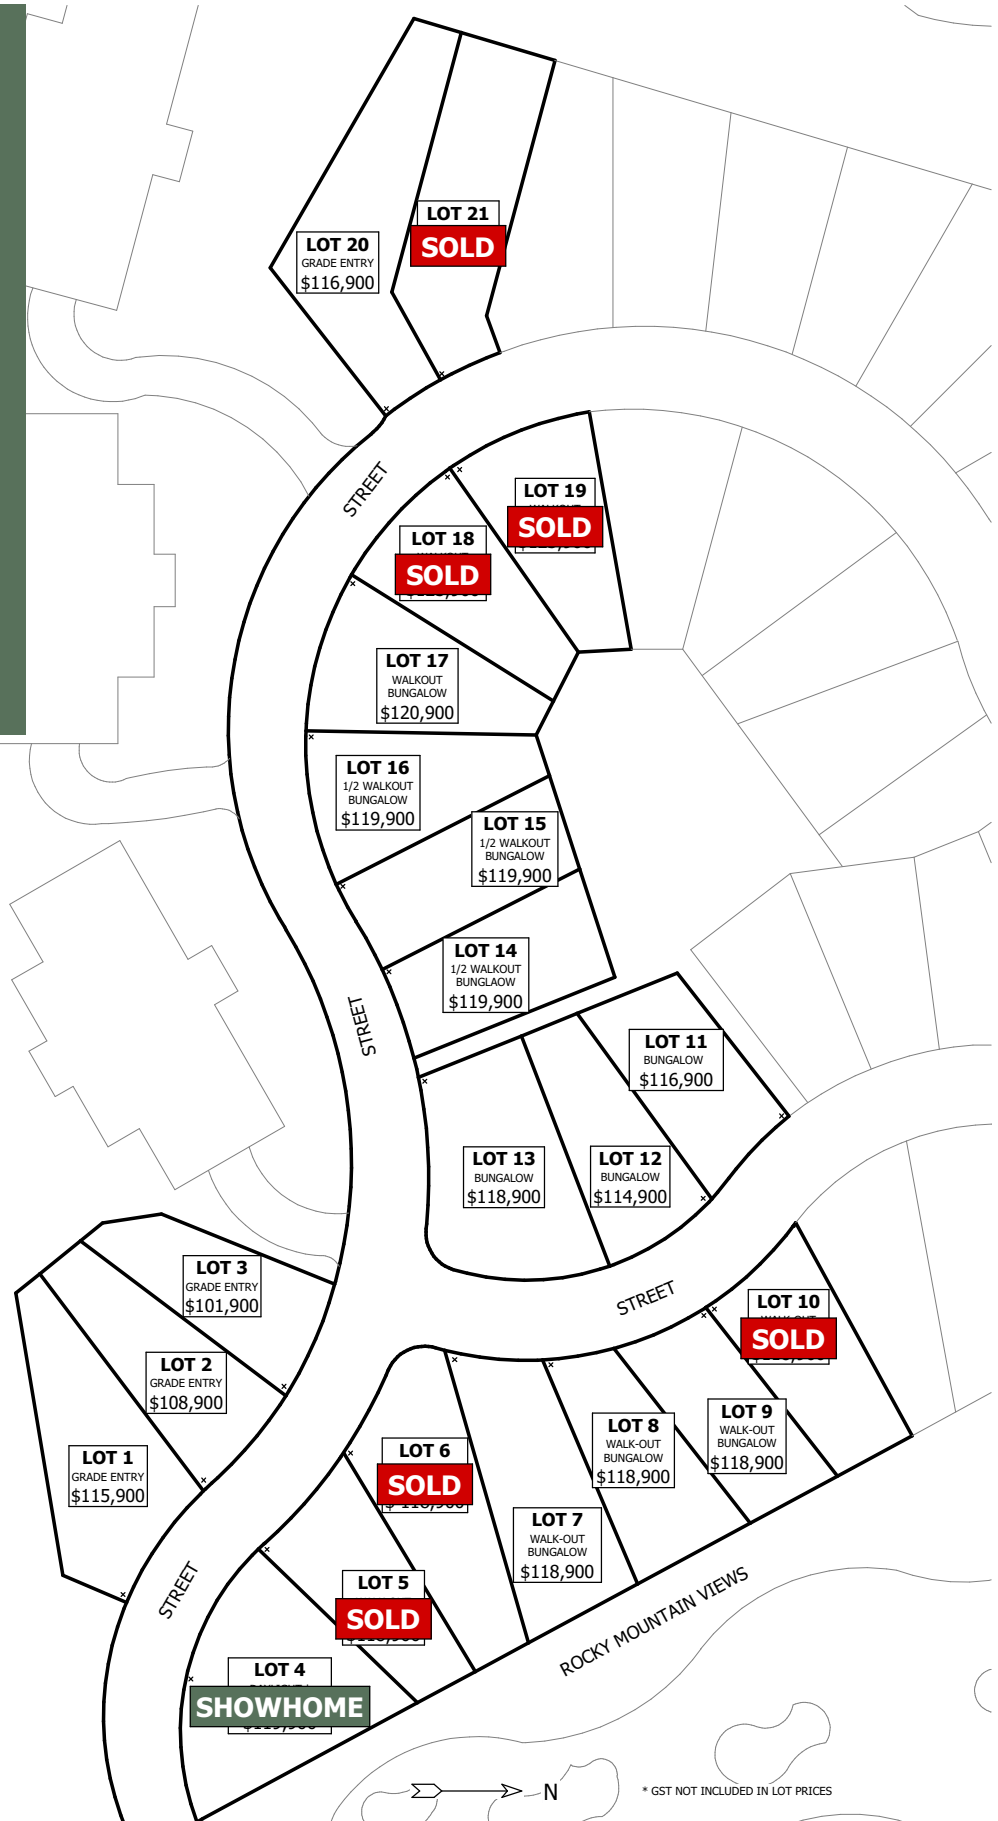 LOT 21
SOLD
LOT 20
GRADE ENTRY
$116,900
STREET
LOT 19
SOLD
LOT 18
SOLD
LOT 17
WALKOUT
BUNGALOW
$120,900
LOT 16
1/2 WALKOUT
BUNGALOW
$119,900
LOT 15
1/2 WALKOUT
BUNGALOW
$119,900
LOT 14
1/2 WALKOUT
BUNGLAOW
$119,900
STREET
LOT 11
BUNGALOW
$116,900
LOT 13
BUNGALOW
$118,900
LOT 12
BUNGALOW
$114,900
LOT 3
GRADE ENTRY
$101,900
STREET
LOT 10
SOLD
LOT 2
GRADE ENTRY
$108,900
LOT 9
WALK-OUT
BUNGALOW
$118,900
LOT 8
WALK-OUT
BUNGALOW
$118,900
LOT 6
SOLD
LOT 1
GRADE ENTRY
$115,900
LOT 7
WALK-OUT
BUNGALOW
$118,900
STREET
LOT 5
SOLD
ROCKY MOUNTAIN VIEWS
LOT 4
SHOWHOME
N
* GST NOT INCLUDED IN LOT PRICES